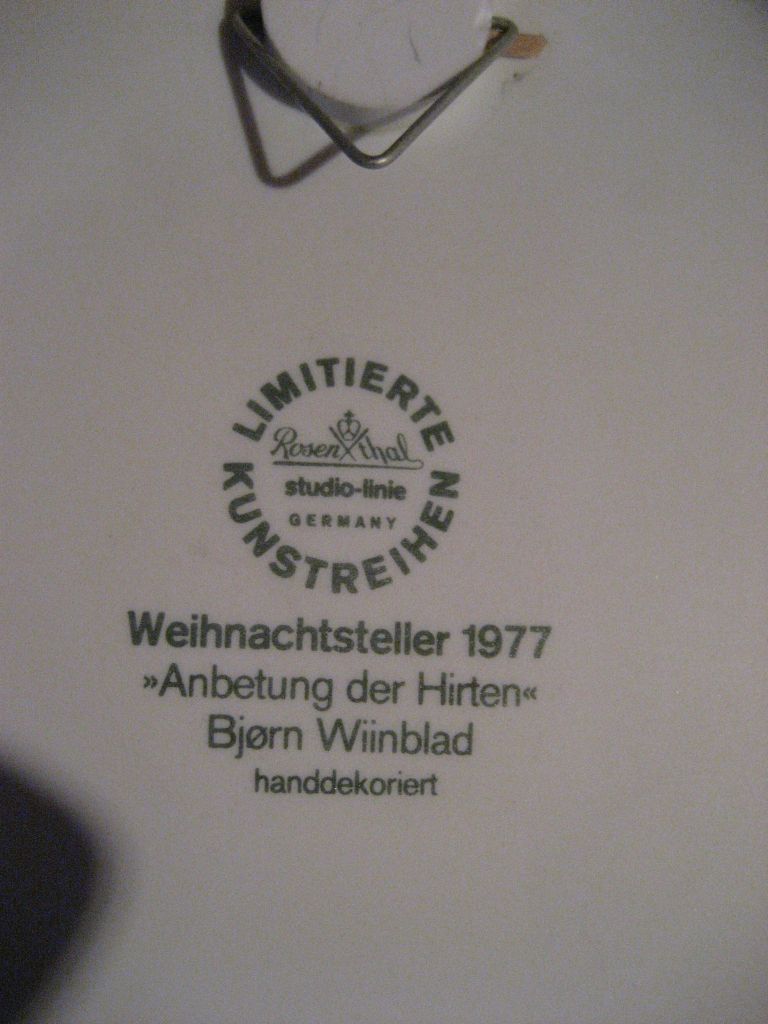 LIMITIERTE
Rosenthal
studio-linie
GERMANY
KUNSTREIHEN
Weihnachtsteller 1977
»Anbetung der Hirten«
Bjørn Wiinblad
handdekoriert